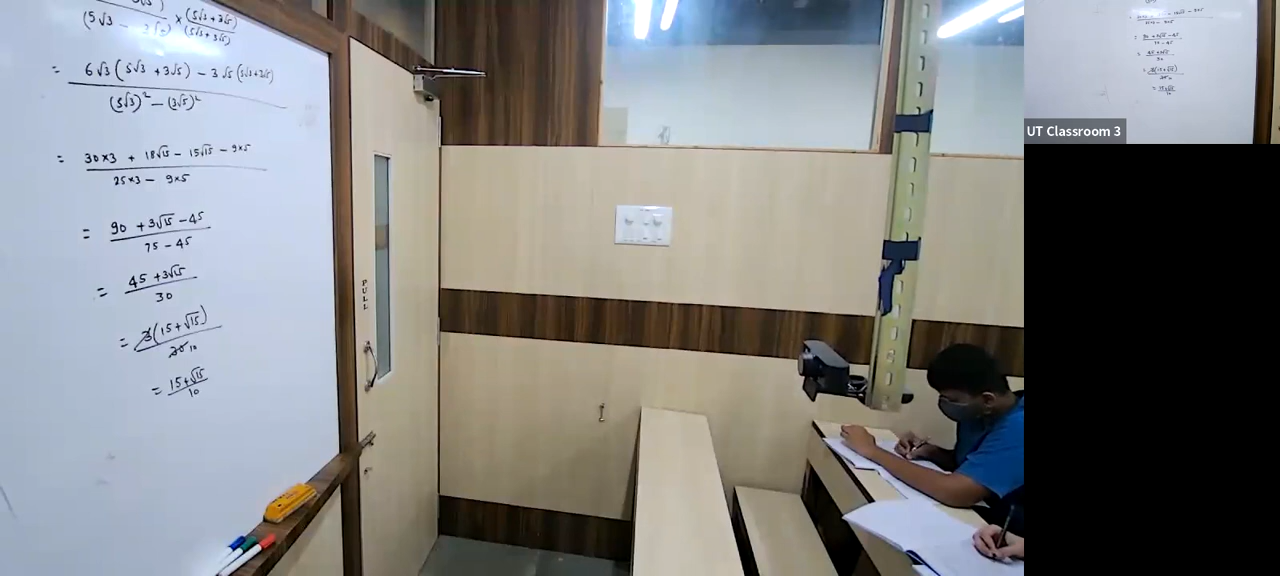 (5√3 - 3√5) × (5√3 + 3√5) / (5√3 + 3√5)
= 6√3 (5√3 + 3√5) - 3√5 (5√3 + 3√5) / (5√3)² - (3√5)²
= 30×3 + 18√15 - 15√15 - 9×5 / 25×3 - 9×5
= 90 + 3√15 - 45 / 75 - 45
= 45 + 3√15 / 30
= 3(15 + √15) / 30 10
= 15 + √15 / 10
PULL
UT Classroom 3